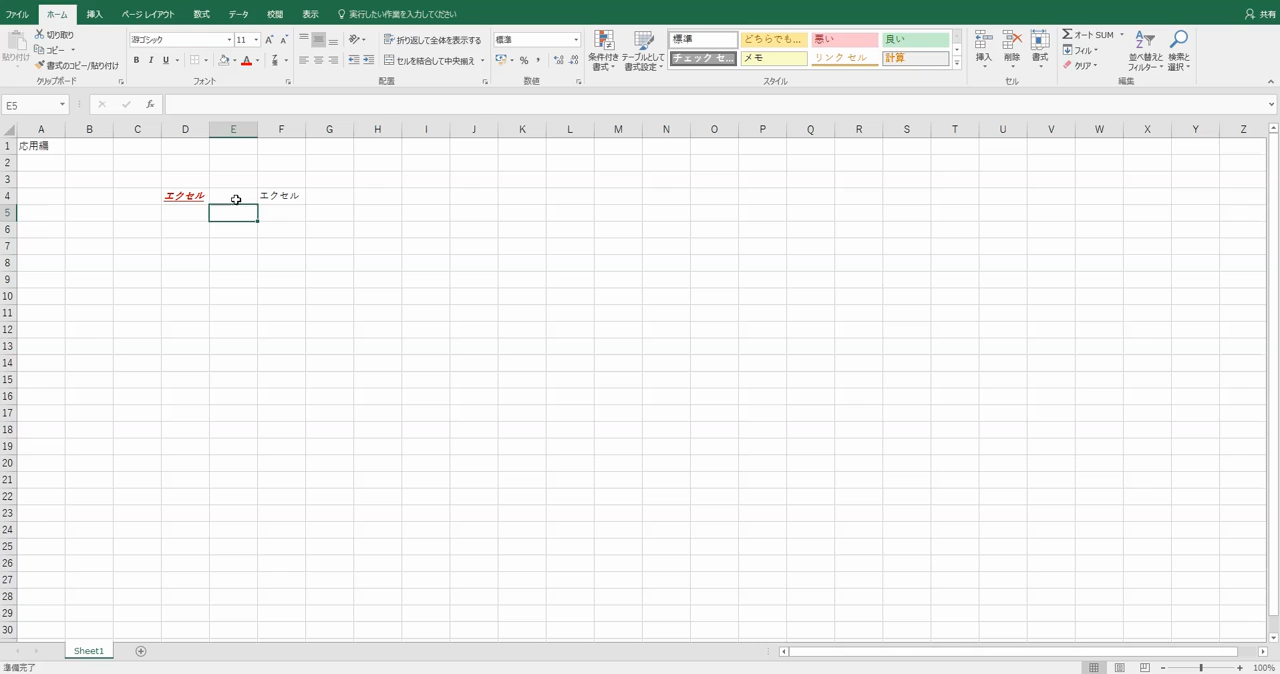 ファイル ホーム 挿入 ページ レイアウト 数式 データ 校閲 表示 実行したい作業を入力してください 共有
貼り付け 切り取り
コピー
書式のコピー/貼り付け
クリップボード
游ゴシック 11
B I U A
フォント
折り返して全体を表示する
セルを結合して中央揃え
配置
標準
%
数値
条件付き書式 テーブルとして書式設定
標準 どちらでも... 悪い 良い
チェック セ... メモ リンク セル 計算
スタイル
挿入 削除 書式
セル
オート SUM
フィル
クリア
並べ替えとフィルター 検索と選択
編集
E5 fx
A B C D E F G H I J K L M N O P Q R S T U V W X Y Z
1 応用編
2
3
4 エクセル エクセル
5
6
7
8
9
10
11
12
13
14
15
16
17
18
19
20
21
22
23
24
25
26
27
28
29
30
Sheet1
準備完了 100%